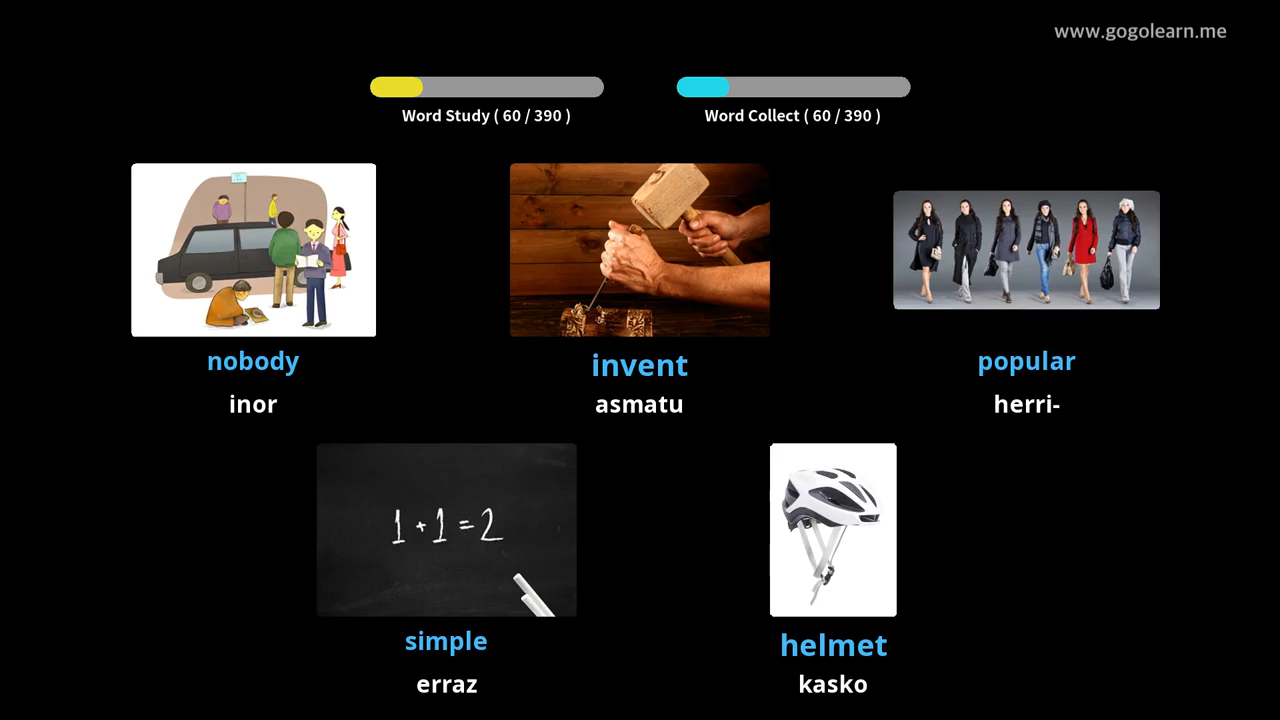 www.gogolearn.me
Word Study ( 60 / 390 )
Word Collect ( 60 / 390 )
nobody
inor
invent
asmatu
popular
herri-
1 + 1 = 2
simple
erraz
helmet
kasko